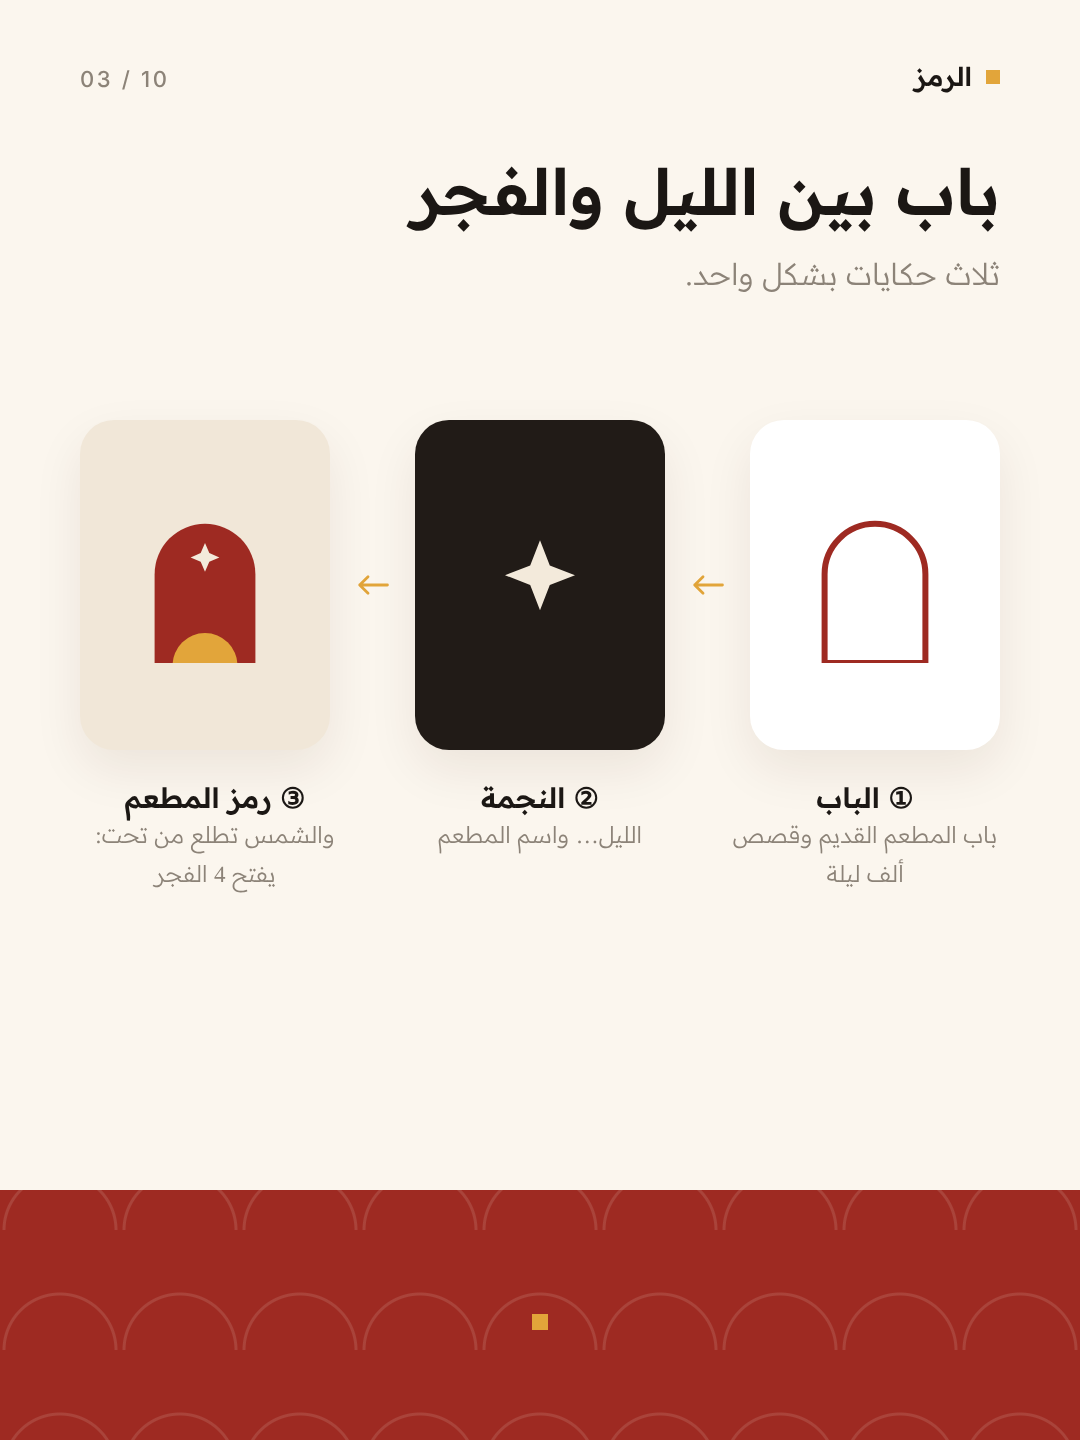 الرمز
03 / 10
باب بين الليل والفجر
ثلاث حكايات بشكل واحد.
① الباب
باب المطعم القديم وقصص
ألف ليلة
② النجمة
الليل… واسم المطعم
③ رمز المطعم
والشمس تطلع من تحت:
يفتح 4 الفجر